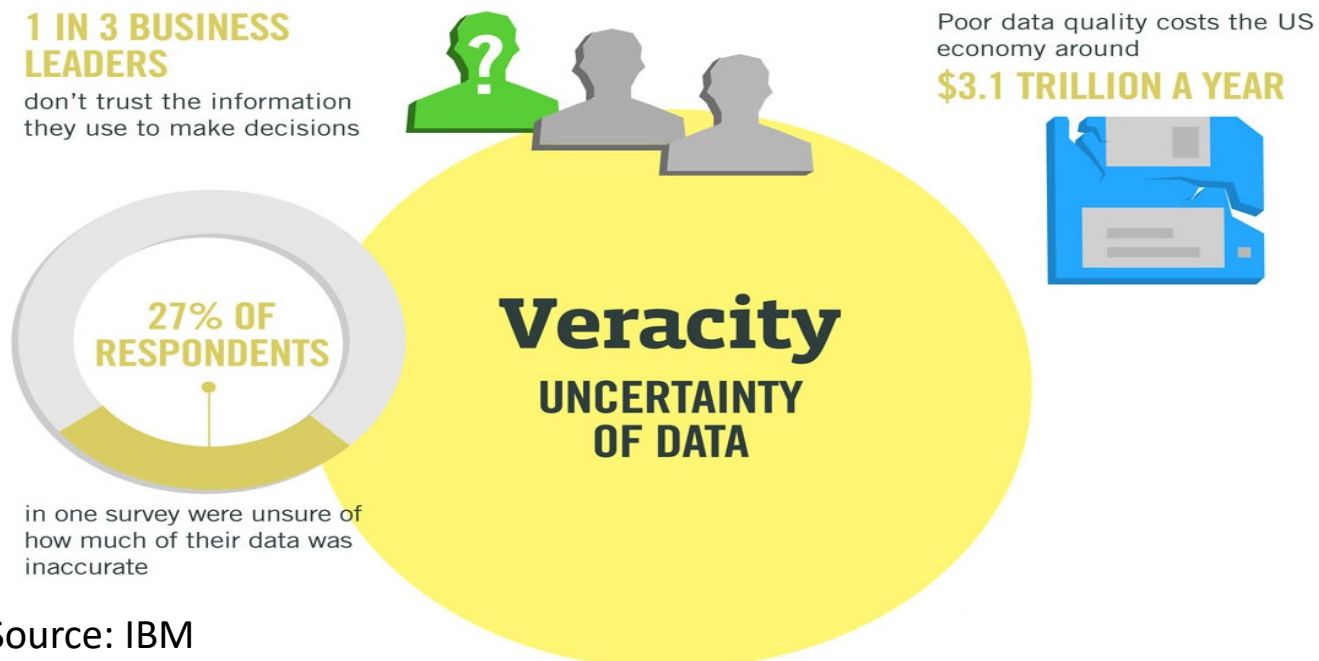 1 IN 3 BUSINESS
LEADERS
don't trust the information
they use to make decisions
?
Poor data quality costs the US
economy around
$3.1 TRILLION A YEAR
27% OF
RESPONDENTS
in one survey were unsure of
how much of their data was
inaccurate
Veracity
UNCERTAINTY
OF DATA
Source: IBM